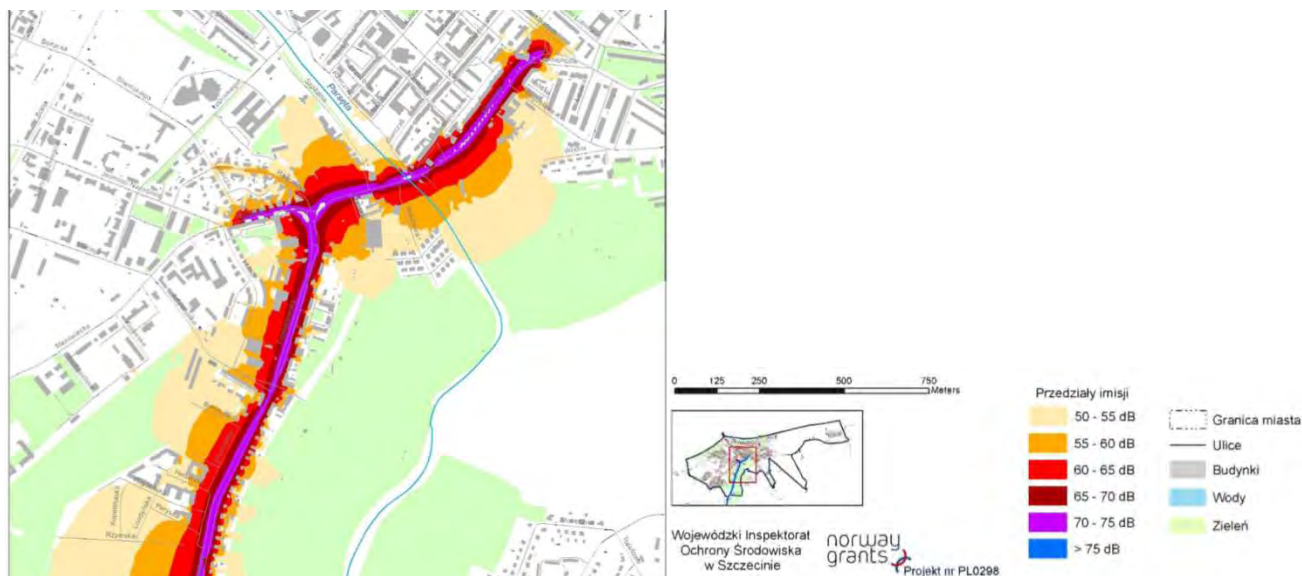 Parsęta
0 125 250 500 750
Meters
Przedziały imisji
50 - 55 dB
55 - 60 dB
60 - 65 dB
65 - 70 dB
70 - 75 dB
> 75 dB
Granica miasta
Ulice
Budynki
Wody
Zieleń
Wojewódzki Inspektorat
Ochrony Środowiska
w Szczecinie
norway
grants
Projekt nr PL0298